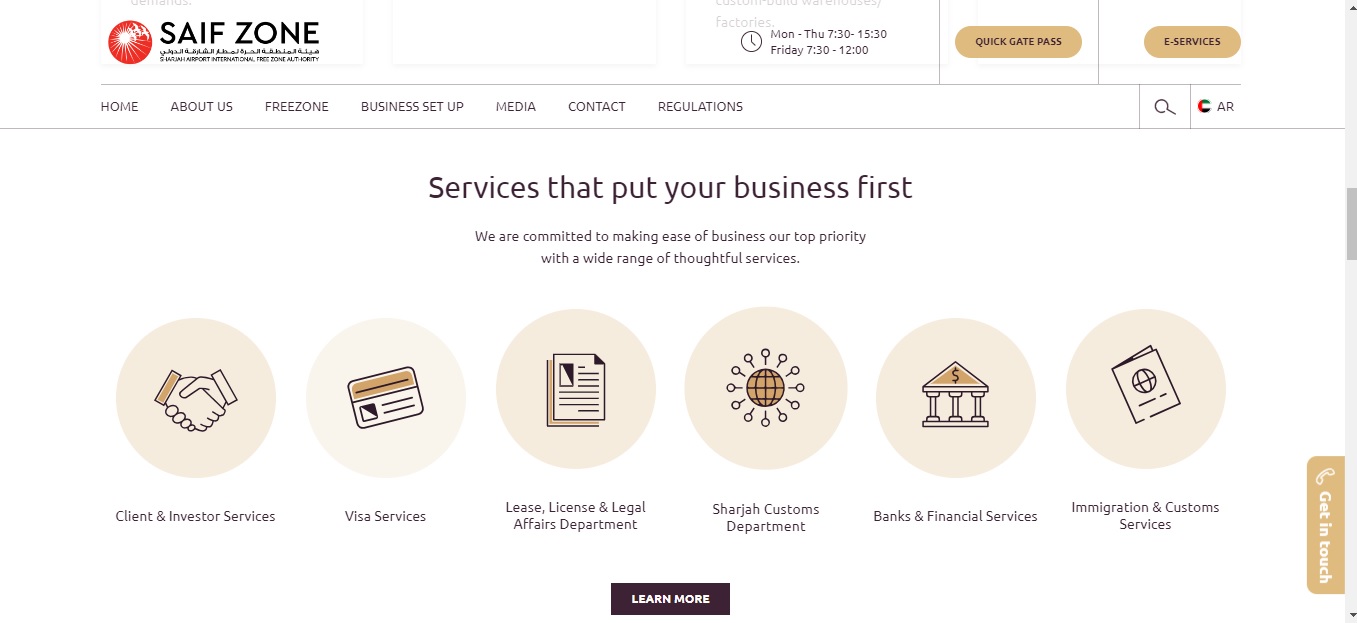 demands.
custom-build warehouses/
factories.
SAIF ZONE
هيئة المنطقة الحرة لمطار الشارقة الدولي
SHARJAH AIRPORT INTERNATIONAL FREE ZONE AUTHORITY
Mon - Thu 7:30- 15:30
Friday 7:30 - 12:00
QUICK GATE PASS
E-SERVICES
HOME
ABOUT US
FREEZONE
BUSINESS SET UP
MEDIA
CONTACT
REGULATIONS
AR
Services that put your business first
We are committed to making ease of business our top priority
with a wide range of thoughtful services.
Client & Investor Services
Visa Services
Lease, License & Legal
Affairs Department
Sharjah Customs
Department
Banks & Financial Services
Immigration & Customs
Services
LEARN MORE
Get in touch